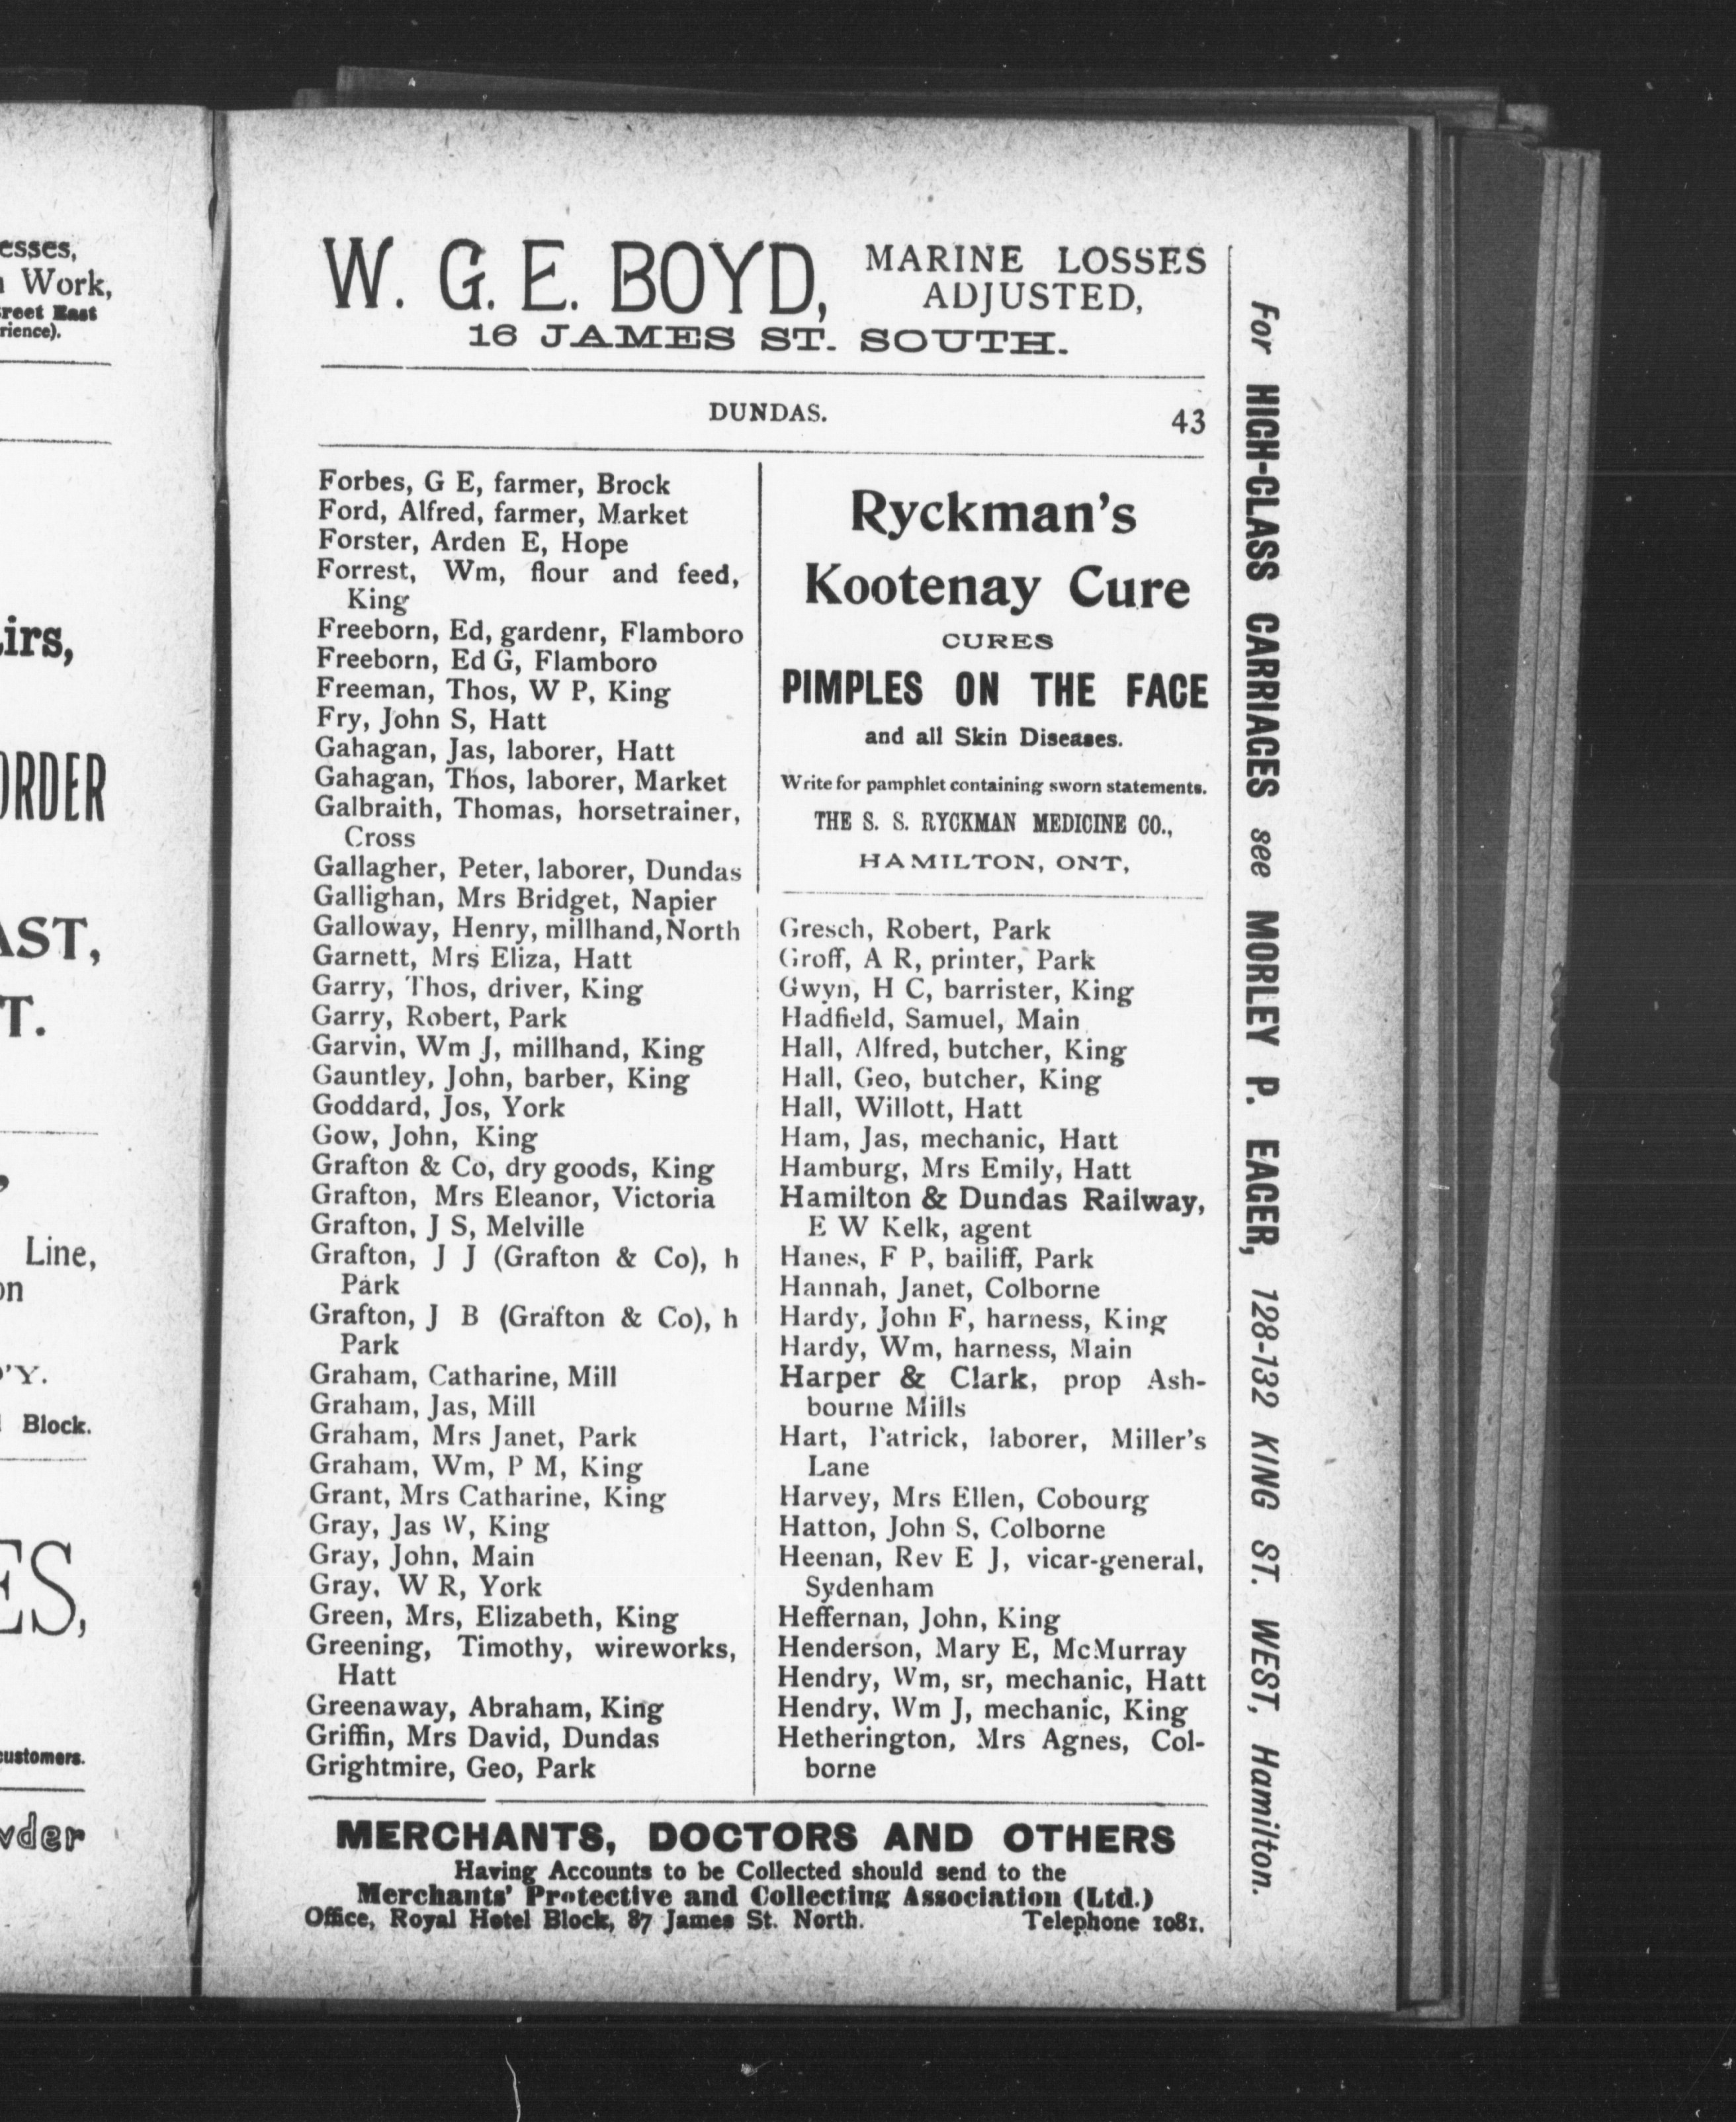 esses,
Work,
reet East
rience).
irs,
ORDER
AST,
T.
Line,
on
'Y.
Block.
ES,
customers.
wder
W. G. E. BOYD, MARINE LOSSES
ADJUSTED,
16 JAMES ST. SOUTH.
DUNDAS. 43
Forbes, G E, farmer, Brock
Ford, Alfred, farmer, Market
Forster, Arden E, Hope
Forrest, Wm, flour and feed,
King
Freeborn, Ed, gardenr, Flamboro
Freeborn, Ed G, Flamboro
Freeman, Thos, W P, King
Fry, John S, Hatt
Gahagan, Jas, laborer, Hatt
Gahagan, Thos, laborer, Market
Galbraith, Thomas, horsetrainer,
Cross
Gallagher, Peter, laborer, Dundas
Gallighan, Mrs Bridget, Napier
Galloway, Henry, millhand, North
Garnett, Mrs Eliza, Hatt
Garry, Thos, driver, King
Garry, Robert, Park
Garvin, Wm J, millhand, King
Gauntley, John, barber, King
Goddard, Jos, York
Gow, John, King
Grafton & Co, dry goods, King
Grafton, Mrs Eleanor, Victoria
Grafton, J S, Melville
Grafton, J J (Grafton & Co), h
Park
Grafton, J B (Grafton & Co), h
Park
Graham, Catharine, Mill
Graham, Jas, Mill
Graham, Mrs Janet, Park
Graham, Wm, P M, King
Grant, Mrs Catharine, King
Gray, Jas W, King
Gray, John, Main
Gray, W R, York
Green, Mrs, Elizabeth, King
Greening, Timothy, wireworks,
Hatt
Greenaway, Abraham, King
Griffin, Mrs David, Dundas
Grightmire, Geo, Park
Ryckman's
Kootenay Cure
CURES
PIMPLES ON THE FACE
and all Skin Diseases.
Write for pamphlet containing sworn statements.
THE S. S. RYCKMAN MEDICINE CO.,
HAMILTON, ONT,
Gresch, Robert, Park
Groff, A R, printer, Park
Gwyn, H C, barrister, King
Hadfield, Samuel, Main
Hall, Alfred, butcher, King
Hall, Geo, butcher, King
Hall, Willott, Hatt
Ham, Jas, mechanic, Hatt
Hamburg, Mrs Emily, Hatt
Hamilton & Dundas Railway,
E W Kelk, agent
Hanes, F P, bailiff, Park
Hannah, Janet, Colborne
Hardy, John F, harness, King
Hardy, Wm, harness, Main
Harper & Clark, prop Ash-
bourne Mills
Hart, Patrick, laborer, Miller's
Lane
Harvey, Mrs Ellen, Cobourg
Hatton, John S, Colborne
Heenan, Rev E J, vicar-general,
Sydenham
Heffernan, John, King
Henderson, Mary E, McMurray
Hendry, Wm, sr, mechanic, Hatt
Hendry, Wm J, mechanic, King
Hetherington, Mrs Agnes, Col-
borne
MERCHANTS, DOCTORS AND OTHERS
Having Accounts to be Collected should send to the
Merchants' Protective and Collecting Association (Ltd.)
Office, Royal Hotel Block, 87 James St. North. Telephone 1081.
For HIGH-CLASS CARRIAGES see MORLEY P. EAGER, 128-132 KING ST. WEST, Hamilton.